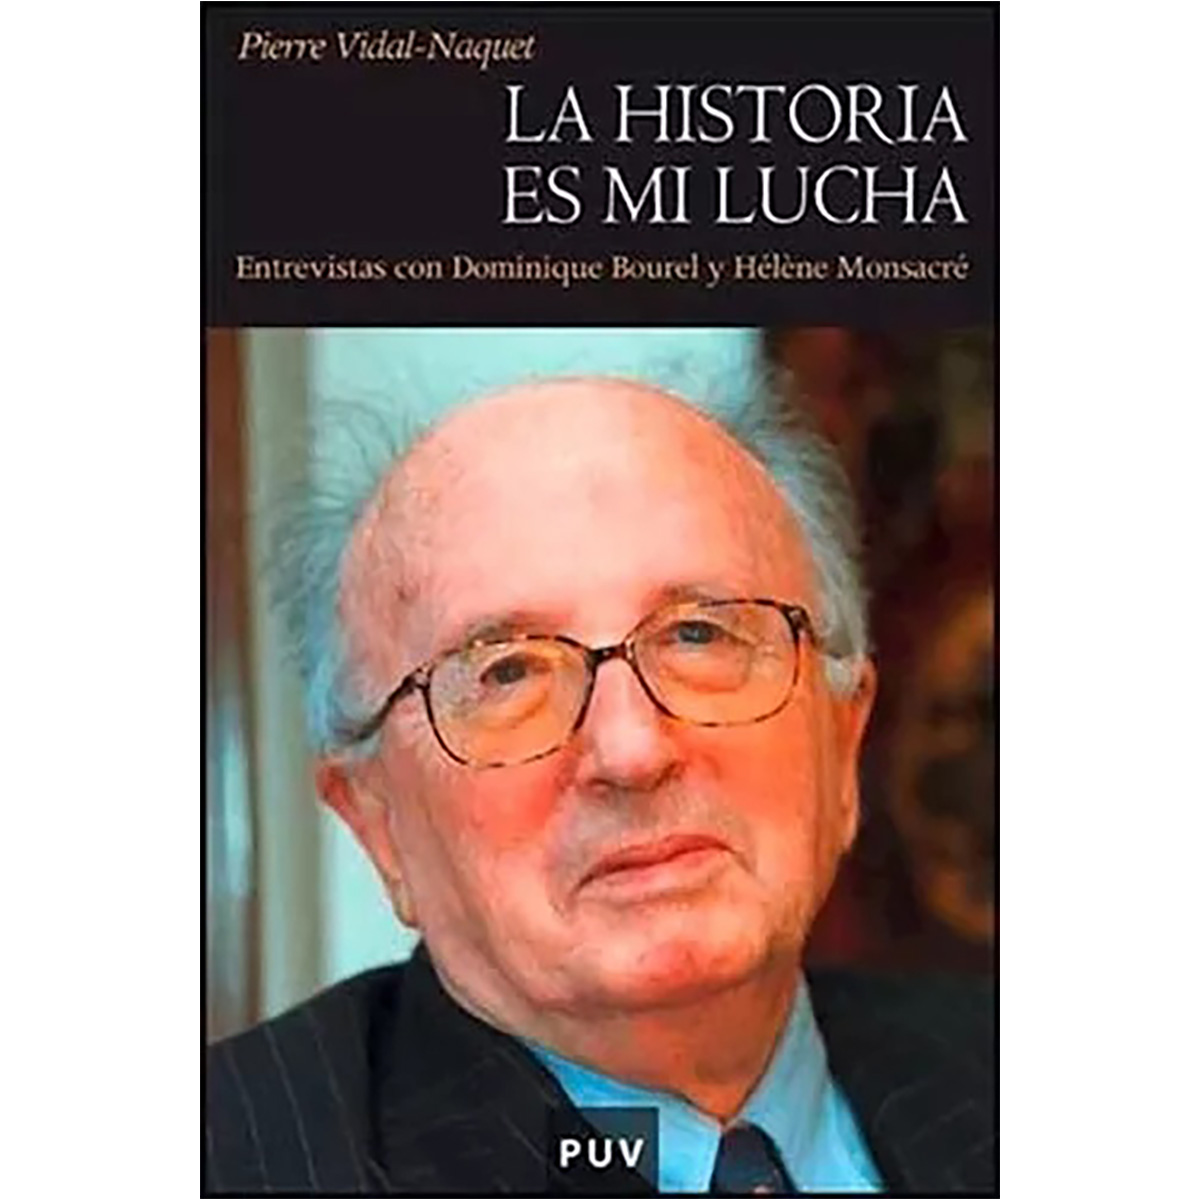 Pierre Vidal-Naquet
LA HISTORIA
ES MI LUCHA
Entrevistas con Dominique Bourel y Hélène Monsacré
PUV